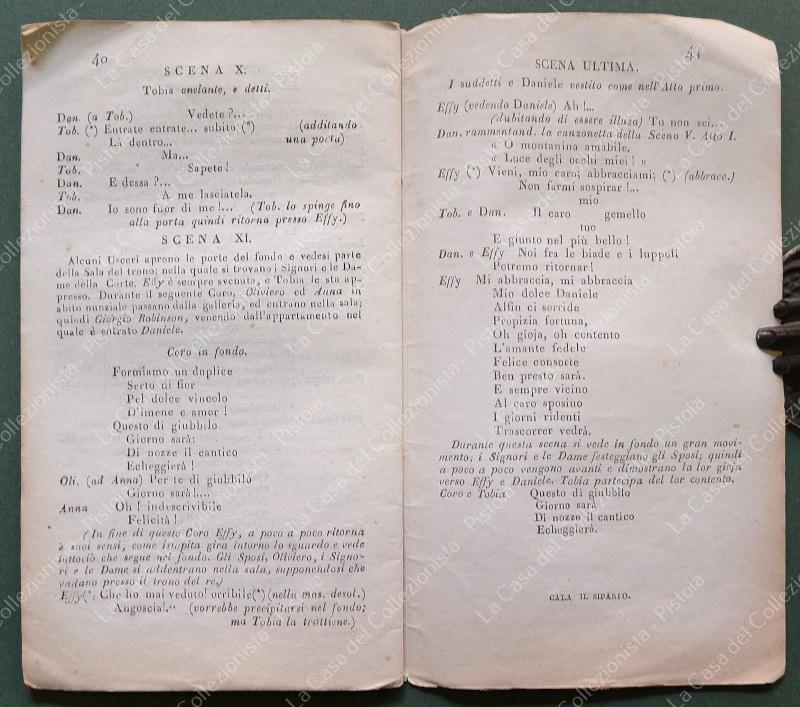 40
SCENA X.
Tobia anelante, e detti.
Dan. (a Tob.) Vedete?...
Tob. (*) Entrate entrate... subito (*) (additando
Là dentro... una porta)
Dan. Ma...
Tob. Sapete!
Dan. E dessa?...
Tob. A me lasciatela.
Dan. Io sono fuor di me!... (Tob. lo spinge fino
alla porta quindi ritorna presso Effy.)
SCENA XI.
Alcuni Usceri aprono le porte del fondo e vedesi parte
della Sala del trono; nella quale si trovano i Signori e le Da-
me della Corte. Effy è sempre svenuta, e Tobia le sta ap-
presso. Durante il seguente Coro, Oliviero ed Anna in
abito nunziale passano dalla galleria, ed entrano nella sala;
quindi Giorgio Robinson, venendo dall'appartamento nel
quale è entrato Daniele.
Coro in fondo.
Formiamo un duplice
Serto di fior
Pel dolce vincolo
D'imene e amor!
Questo di giubbilo
Giorno sarà:
Di nozze il cantico
Echeggierà!
Oli. (ad Anna) Per te di giubbilo
Giorno sarà!....
Anna Oh! indescrivibile
Felicità!
(In fine di questo Coro Effy, a poco a poco ritorna
à suoi sensi, come inapita gira intorno lo sguardo e vede
tuttociò che segue nel fondo. Gli Sposi, Oliviero, i Signo-
ri e le Dame si addentrano nella sala, supponendosi che
vadano presso il trono del re)
Effy (*) Che ho mai veduto! orribile (*) (nella mas. desol.)
Angoscia!.. (vorrebbe precipitarsi nel fondo;
ma Tobia la trattiene.)
41
SCENA ULTIMA.
I suddetti e Daniele vestito come nell'Atto primo.
Effy (vedendo Daniele) Ah!...
(dubitando di essere illusa) Tu non sei...
Dan. rammentand. la canzonetta della Scena V. Atto I.
« O montanina amabile.
« Luce degli occhi miei! »
Effy (*) Vieni, mio caro; abbracciami; (*) (abbracc.)
Non farmi sospirar!...
mio
Tob. e Dan. Il caro gemello
tuo
E giunto nel più bello!
Dan. e Effy Noi fra le biade e i luppoli
Potremo ritornar!
Effy Mi abbraccia, mi abbraccia
Mio dolce Daniele
Alfin ci sorride
Propizia fortuna,
Oh gioja, oh contento
L'amante fedele
Felice consorte
Ben presto sarà.
E sempre vicino
Al caro sposino
I giorni ridenti
Trascorrer vedrà.
Durante questa scena si vede in fondo un gran movi-
mento; i Signori e le Dame festeggiano gli Sposi; quindi
a poco a poco vengono avanti e dimostrano la lor gioja
verso Effy e Daniele. Tobia partecipa del lor contento.
Coro e Tobia Questo di giubbilo
Giorno sarà
Di nozze il cantico
Echeggierà.
CALA IL SIPARIO.
La Casa del Collezionista - Pistoia